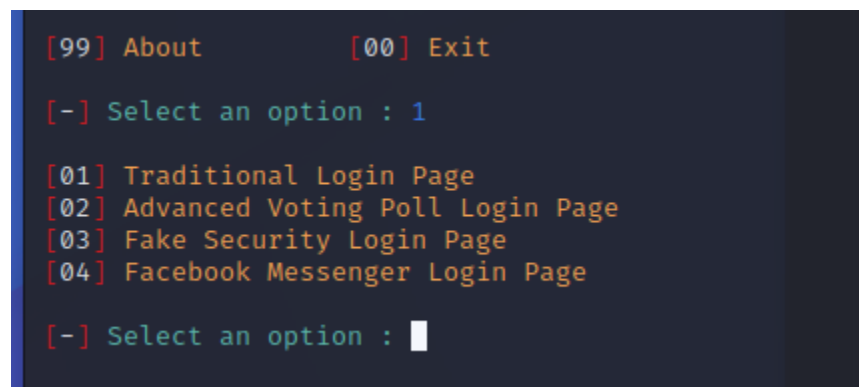 [99] About [00] Exit
[-] Select an option : 1
[01] Traditional Login Page
[02] Advanced Voting Poll Login Page
[03] Fake Security Login Page
[04] Facebook Messenger Login Page
[-] Select an option :